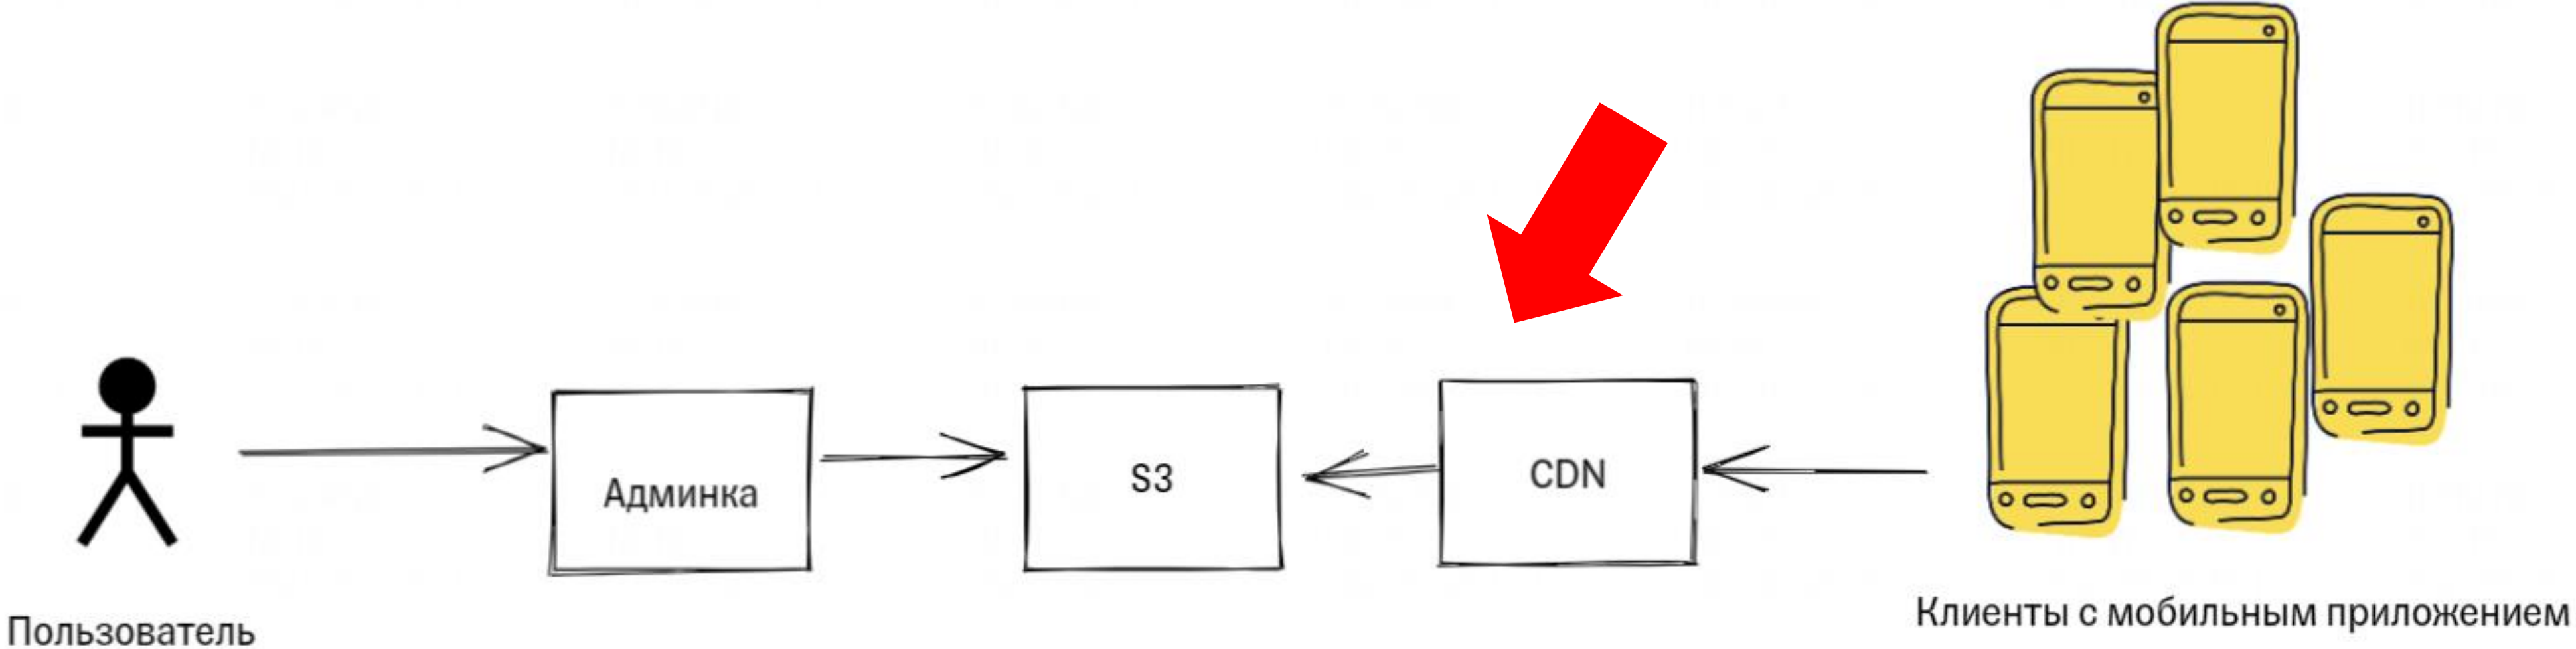 Админка
S3
CDN
Пользователь
Клиенты с мобильным приложением